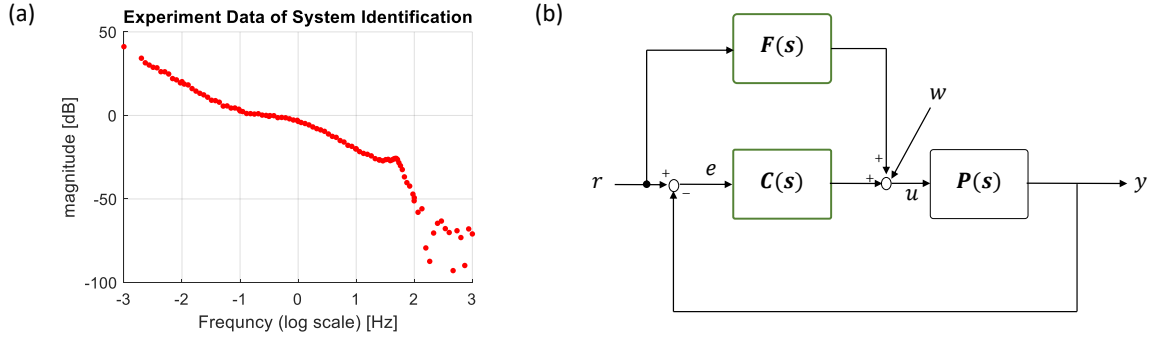 (a)
Experiment Data of System Identification
50
0
-50
-100
magnitude [dB]
-3 -2 -1 0 1 2 3
Frequncy (log scale) [Hz]
(b)
F(s)
w
+
r + e C(s) + u P(s) y
−